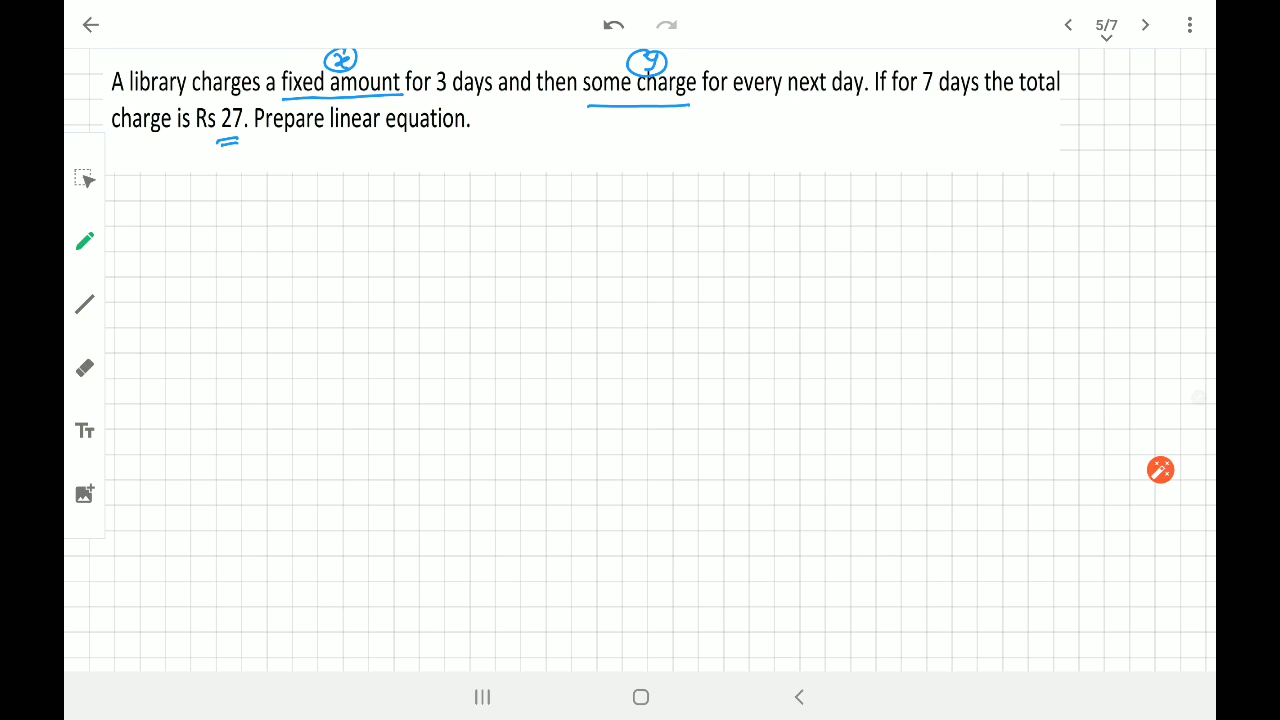 5/7
x y
A library charges a fixed amount for 3 days and then some charge for every next day. If for 7 days the total
charge is Rs 27. Prepare linear equation.
TT